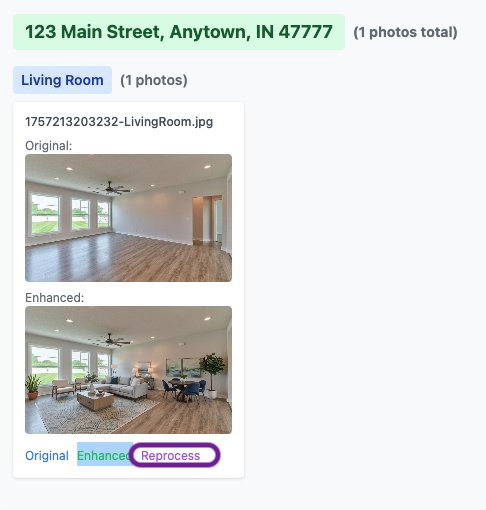 123 Main Street, Anytown, IN 47777 (1 photos total)
Living Room (1 photos)
1757213203232-LivingRoom.jpg
Original:
Enhanced:
Original Enhanced Reprocess